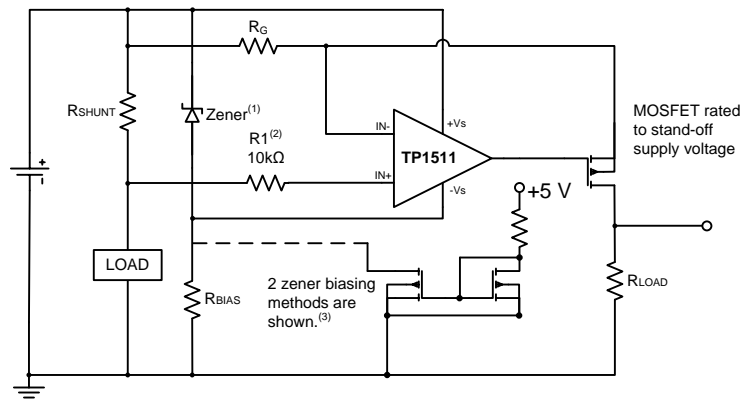 RG
RSHUNT
Zener(1)
R1(2)
10kΩ
IN-
IN+
+Vs
-Vs
TP1511
MOSFET rated
to stand-off
supply voltage
+5 V
LOAD
RBIAS
2 zener biasing
methods are
shown.(3)
RLOAD
+